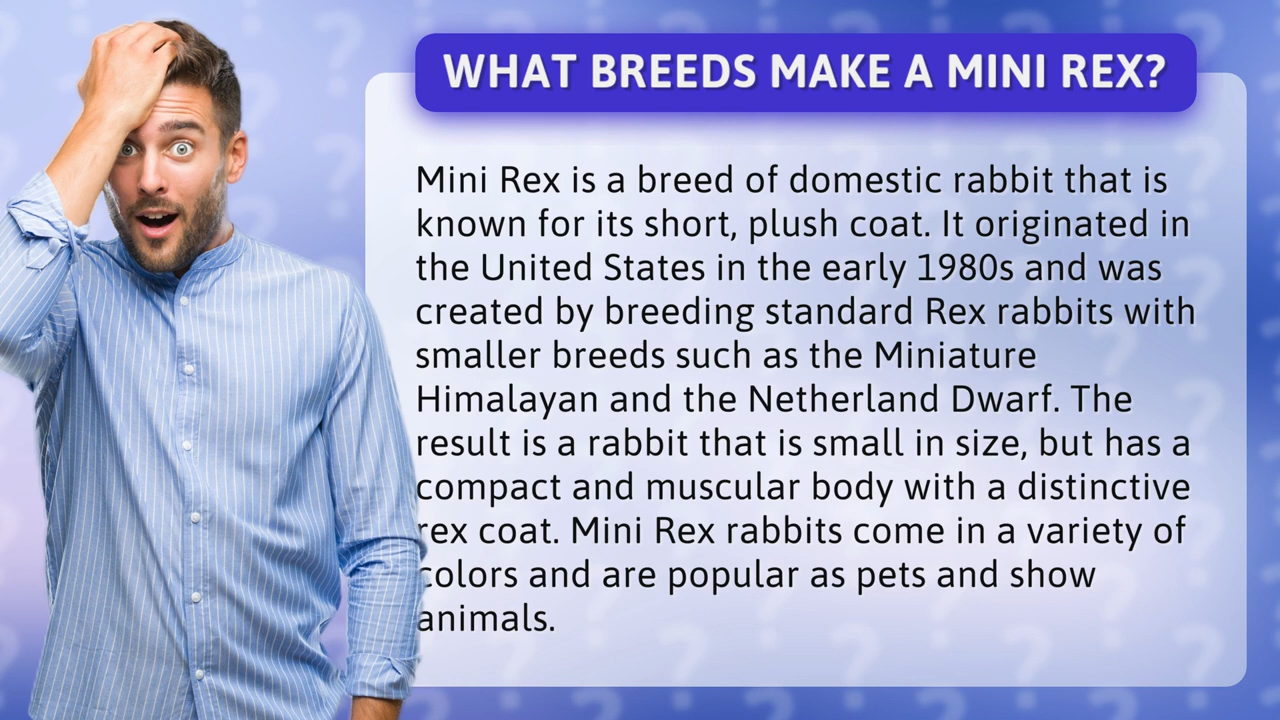 WHAT BREEDS MAKE A MINI REX?
Mini Rex is a breed of domestic rabbit that is
known for its short, plush coat. It originated in
the United States in the early 1980s and was
created by breeding standard Rex rabbits with
smaller breeds such as the Miniature
Himalayan and the Netherland Dwarf. The
result is a rabbit that is small in size, but has a
compact and muscular body with a distinctive
rex coat. Mini Rex rabbits come in a variety of
colors and are popular as pets and show
animals.